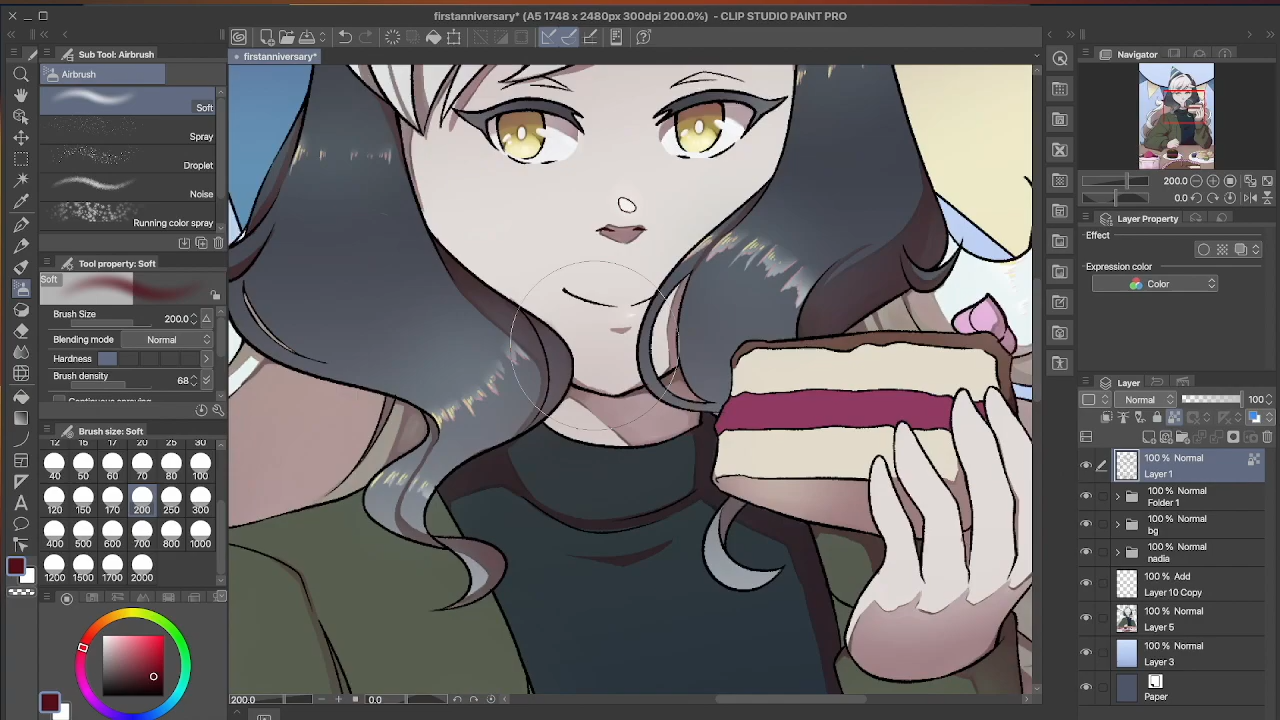 firstanniversary* (A5 1748 x 2480px 300dpi 200.0%) - CLIP STUDIO PAINT PRO
Sub Tool: Airbrush
Airbrush
Soft
Spray
Droplet
Noise
Running color spray
Tool property: Soft
Soft
Brush Size 200.0
Blending mode Normal
Hardness
Brush density 68
Continuous spraying
Brush size: Soft
12 15 17 20 25 30
40 50 60 70 80 100
120 150 170 200 250 300
400 500 600 700 800 1000
1200 1500 1700 2000
firstanniversary*
200.0 0.0
Navigator
200.0
0.0
Layer Property
Effect
Expression color
Color
Layer
Normal 100
100 % Normal
Layer 1
100 % Normal
Folder 1
100 % Normal
bg
100 % Normal
nadia
100 % Add
Layer 10 Copy
100 % Normal
Layer 5
100 % Normal
Layer 3
Paper